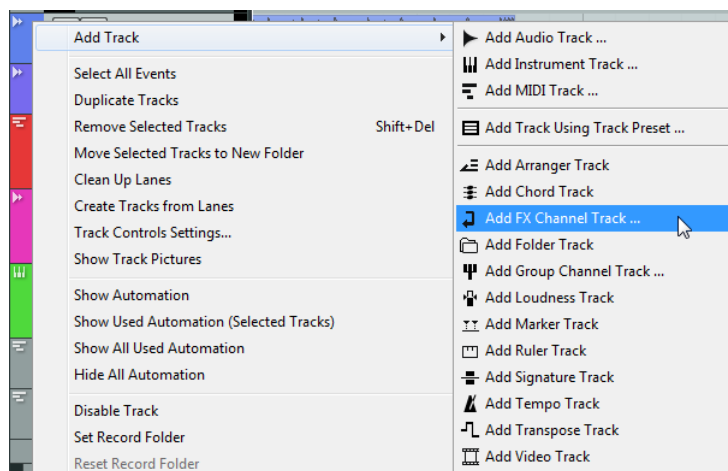 Add Track
Select All Events
Duplicate Tracks
Remove Selected Tracks Shift+Del
Move Selected Tracks to New Folder
Clean Up Lanes
Create Tracks from Lanes
Track Controls Settings...
Show Track Pictures
Show Automation
Show Used Automation (Selected Tracks)
Show All Used Automation
Hide All Automation
Disable Track
Set Record Folder
Reset Record Folder
Add Audio Track ...
Add Instrument Track ...
Add MIDI Track ...
Add Track Using Track Preset ...
Add Arranger Track
Add Chord Track
Add FX Channel Track ...
Add Folder Track
Add Group Channel Track ...
Add Loudness Track
Add Marker Track
Add Ruler Track
Add Signature Track
Add Tempo Track
Add Transpose Track
Add Video Track